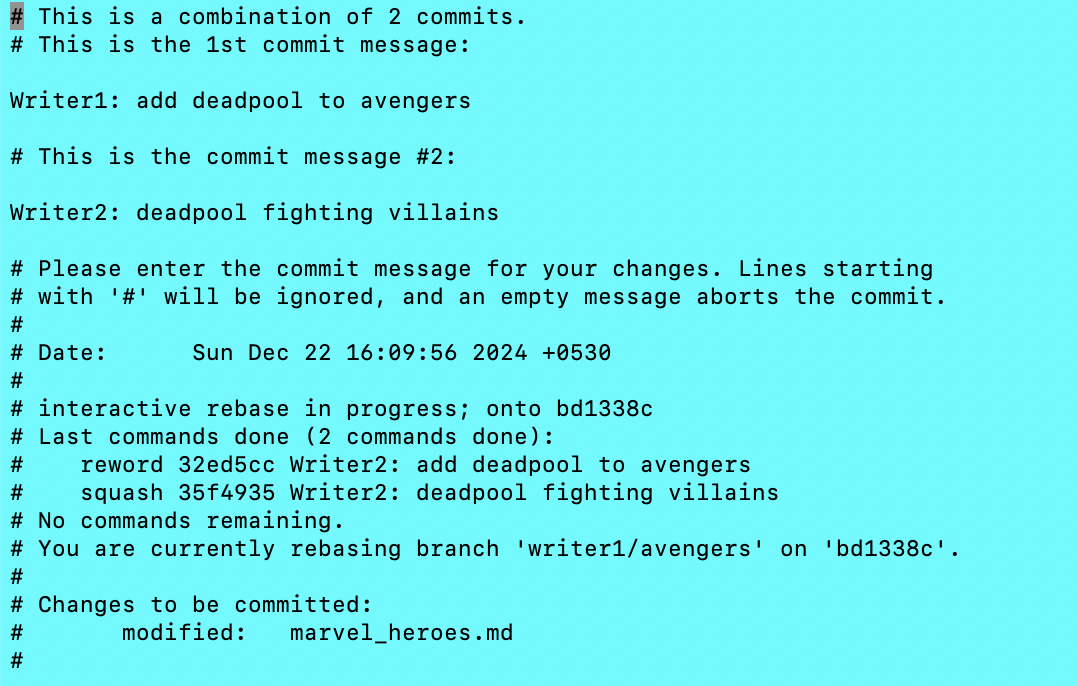 # This is a combination of 2 commits.
# This is the 1st commit message:

Writer1: add deadpool to avengers

# This is the commit message #2:

Writer2: deadpool fighting villains

# Please enter the commit message for your changes. Lines starting
# with '#' will be ignored, and an empty message aborts the commit.
#
# Date:      Sun Dec 22 16:09:56 2024 +0530
#
# interactive rebase in progress; onto bd1338c
# Last commands done (2 commands done):
#    reword 32ed5cc Writer2: add deadpool to avengers
#    squash 35f4935 Writer2: deadpool fighting villains
# No commands remaining.
# You are currently rebasing branch 'writer1/avengers' on 'bd1338c'.
#
# Changes to be committed:
#       modified:   marvel_heroes.md
#